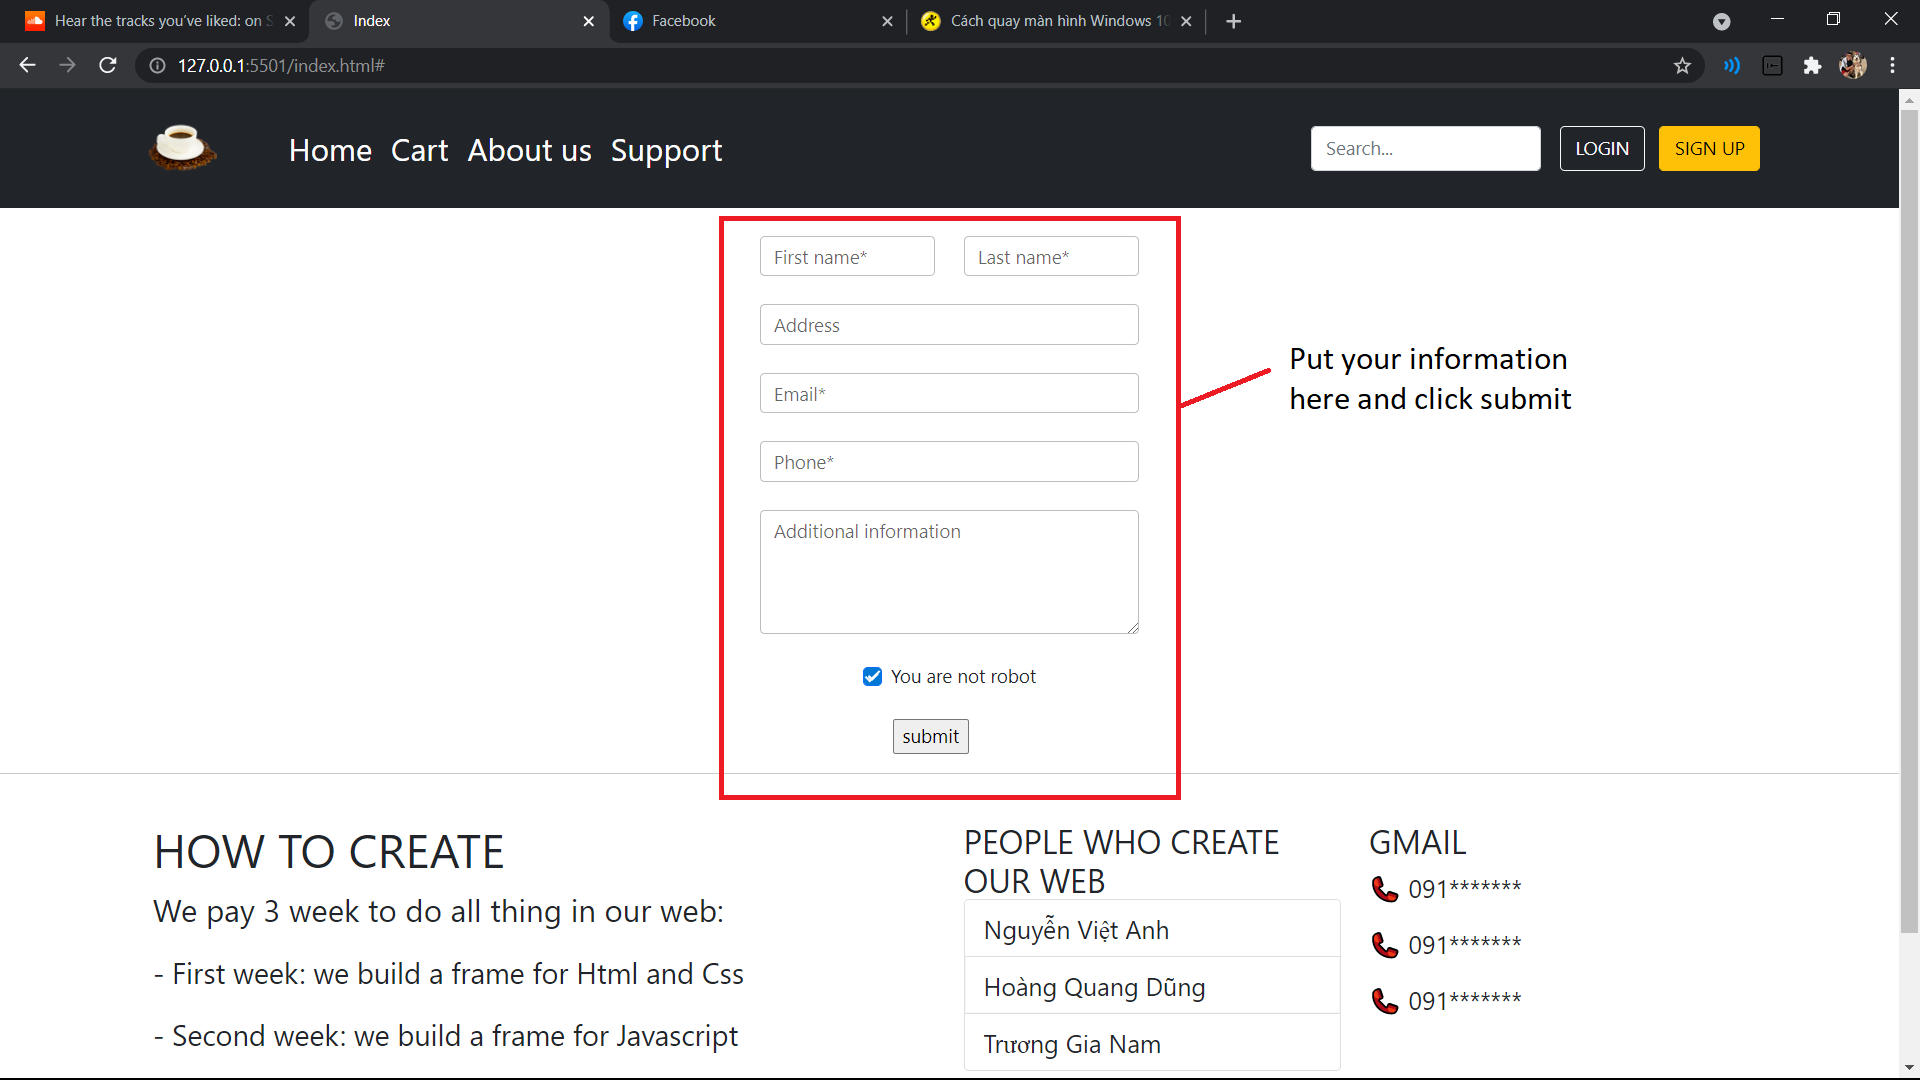 Hear the tracks you've liked: on S
Index
Facebook
Cách quay màn hình Windows 10
127.0.0.1:5501/index.html#
Home Cart About us Support
Search...
LOGIN
SIGN UP
First name*
Last name*
Address
Email*
Phone*
Additional information
You are not robot
submit
Put your information
here and click submit
HOW TO CREATE
We pay 3 week to do all thing in our web:
- First week: we build a frame for Html and Css
- Second week: we build a frame for Javascript
PEOPLE WHO CREATE
OUR WEB
Nguyễn Việt Anh
Hoàng Quang Dũng
Trương Gia Nam
GMAIL
091*******
091*******
091*******